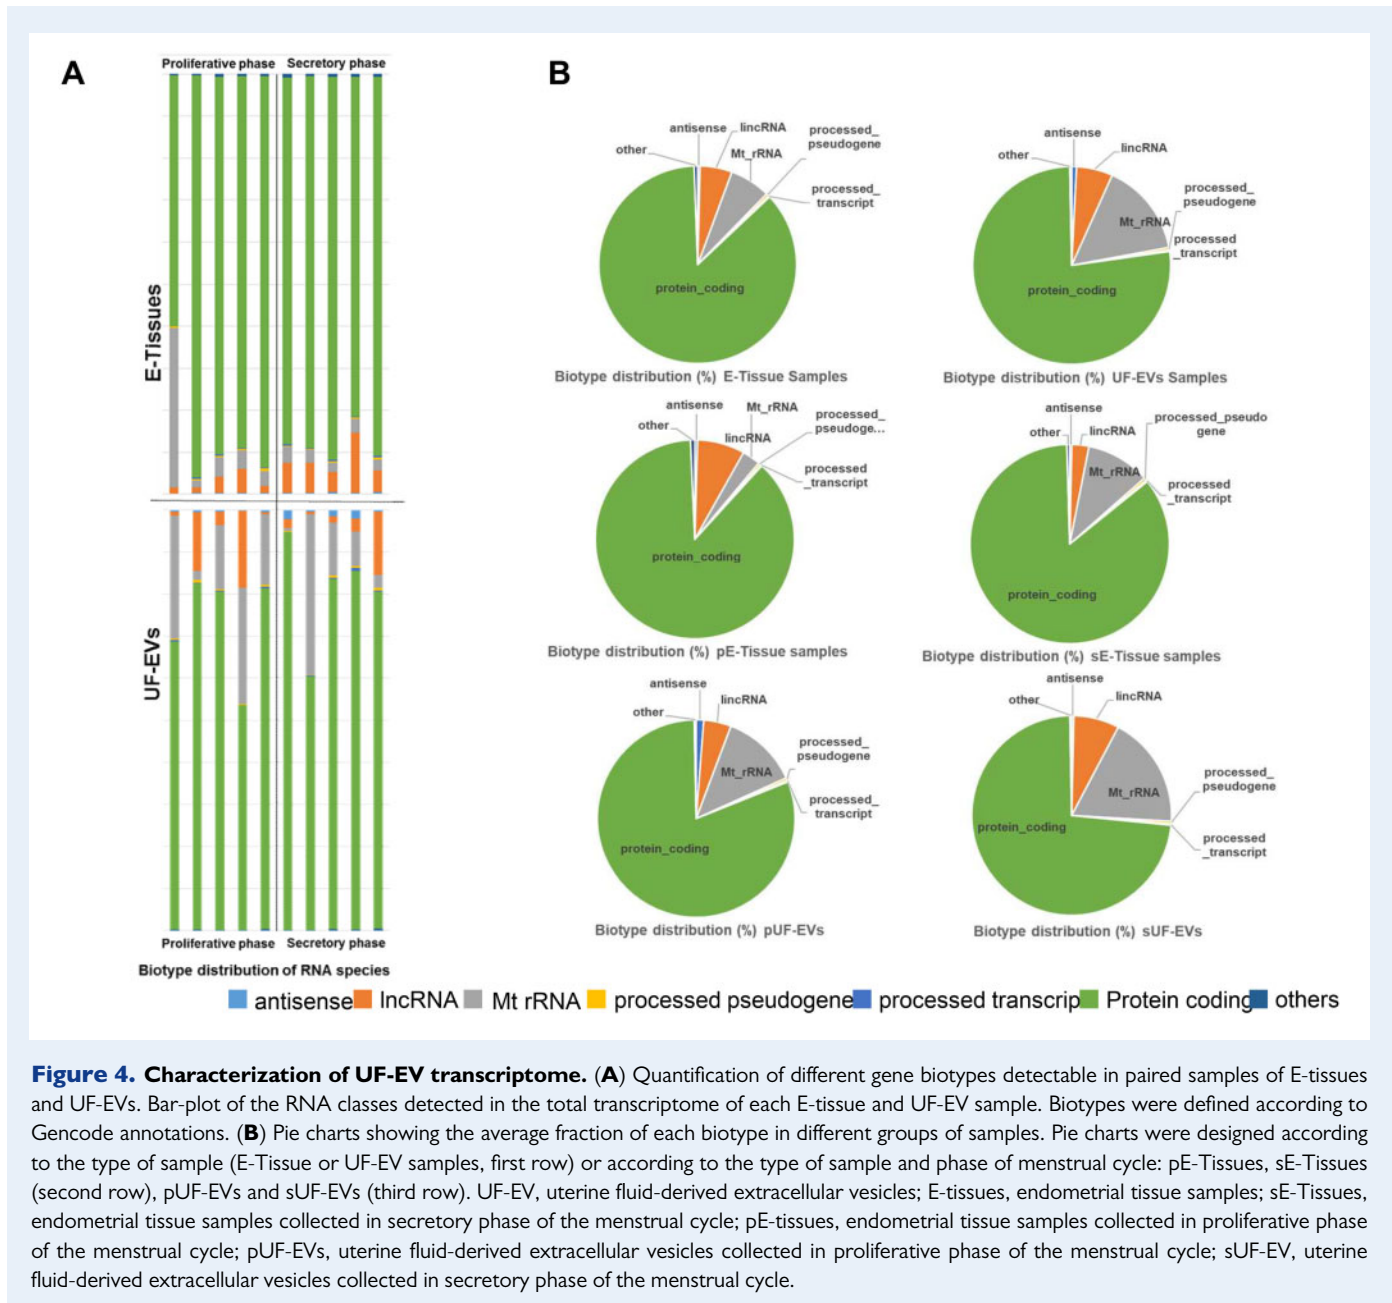 A
Proliferative phase
Secretory phase
E-Tissues
UF-EVs
Proliferative phase
Secretory phase
Biotype distribution of RNA species
B
antisense
lincRNA
processed_
pseudogene
other
Mt_rRNA
processed_
transcript
protein_coding
Biotype distribution (%) E-Tissue Samples
antisense
other
lincRNA
processed_
pseudogene
Mt_rRNA
processed
_transcript
protein_coding
Biotype distribution (%) UF-EVs Samples
antisense
Mt_rRNA
processed_
pseudoge...
other
lincRNA
processed
_transcript
protein_coding
Biotype distribution (%) pE-Tissue samples
antisense
processed_pseudo
gene
other
lincRNA
Mt_rRNA
processed
_transcript
protein_coding
Biotype distribution (%) sE-Tissue samples
antisense
lincRNA
other
processed_
pseudogene
Mt_rRNA
processed_
transcript
protein_coding
Biotype distribution (%) pUF-EVs
antisense
other
lincRNA
processed_
pseudogene
Mt_rRNA
protein_coding
processed
_transcript
Biotype distribution (%) sUF-EVs
antisense lncRNA Mt rRNA processed pseudogene processed transcrip Protein coding others
Figure 4. Characterization of UF-EV transcriptome. (A) Quantification of different gene biotypes detectable in paired samples of E-tissues
and UF-EVs. Bar-plot of the RNA classes detected in the total transcriptome of each E-tissue and UF-EV sample. Biotypes were defined according to
Gencode annotations. (B) Pie charts showing the average fraction of each biotype in different groups of samples. Pie charts were designed according
to the type of sample (E-Tissue or UF-EV samples, first row) or according to the type of sample and phase of menstrual cycle: pE-Tissues, sE-Tissues
(second row), pUF-EVs and sUF-EVs (third row). UF-EV, uterine fluid-derived extracellular vesicles; E-tissues, endometrial tissue samples; sE-Tissues,
endometrial tissue samples collected in secretory phase of the menstrual cycle; pE-tissues, endometrial tissue samples collected in proliferative phase
of the menstrual cycle; pUF-EVs, uterine fluid-derived extracellular vesicles collected in proliferative phase of the menstrual cycle; sUF-EV, uterine
fluid-derived extracellular vesicles collected in secretory phase of the menstrual cycle.